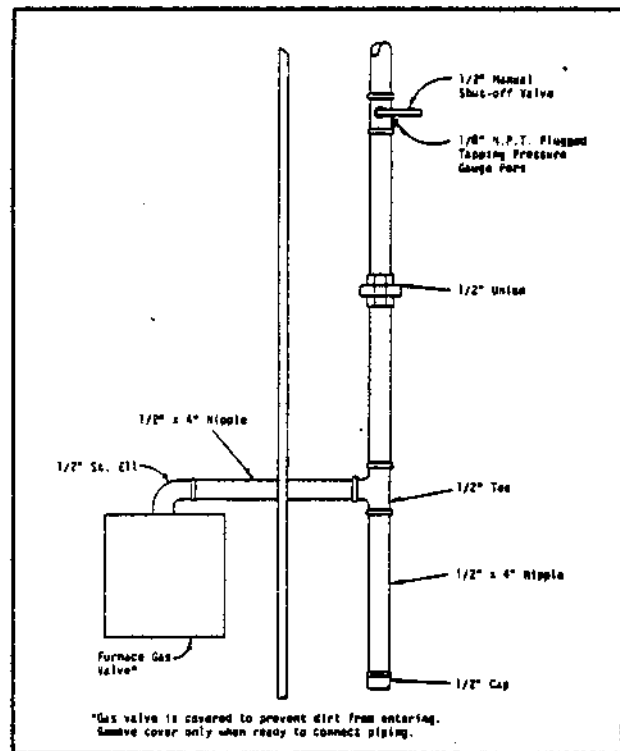 1/2" Manual
Shut-off Valve
1/8" N.P.T. Plugged
Tapping Pressure
Gauge Port
1/2" Union
1/2" x 4" Nipple
1/2" St. Ell
1/2" Tee
1/2" x 4" Nipple
Furnace Gas
Valve*
1/2" Cap
*Gas valve is covered to prevent dirt from entering.
Remove cover only when ready to connect piping.